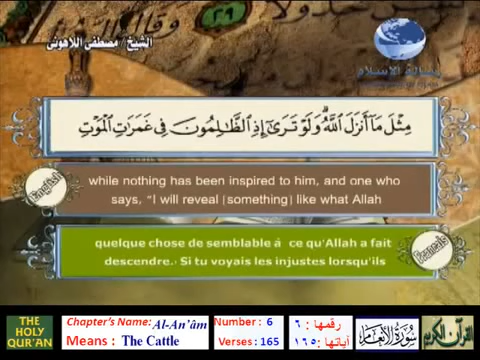 الشيخ/ مصطفى اللاهونى
رسالة الإسلام
مِثْلَ مَآ أَنزَلَ ٱللَّهُ ۗ وَلَوْ تَرَىٰٓ إِذِ ٱلظَّٰلِمُونَ فِى غَمَرَٰتِ ٱلْمَوْتِ
English
while nothing has been inspired to him, and one who
says, "I will reveal [something] like what Allah
quelque chose de semblable á ce qu'Allah a fait
descendre.· Si tu voyais les injustes lorsqu'ils
Français
THE
HOLY
QUR'AN
Chapter's Name: Al-An'âm
Means : The Cattle
Number : 6
Verses : 165
رقمها : ٦
آياتها : ١٦٥
سورة الأنعام
القرآن الكريم